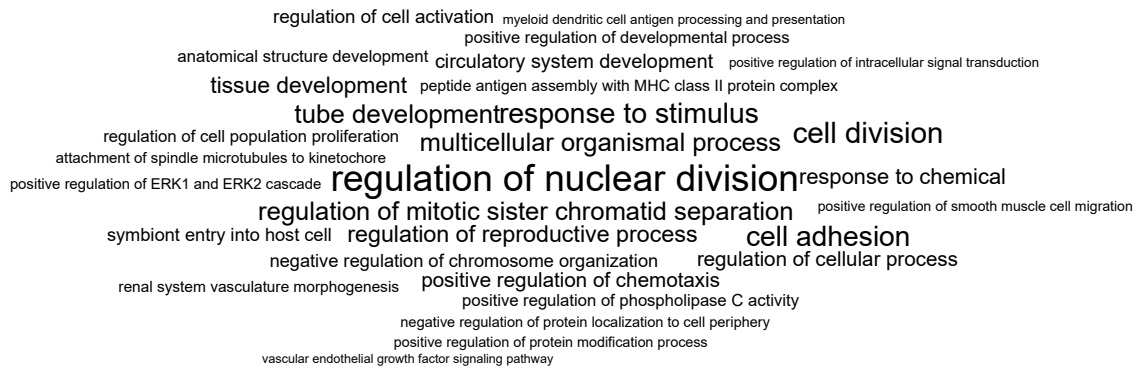 regulation of cell activation
myeloid dendritic cell antigen processing and presentation
positive regulation of developmental process
anatomical structure development
circulatory system development
positive regulation of intracellular signal transduction
tissue development
peptide antigen assembly with MHC class II protein complex
tube development
response to stimulus
regulation of cell population proliferation
multicellular organismal process
cell division
attachment of spindle microtubules to kinetochore
positive regulation of ERK1 and ERK2 cascade
regulation of nuclear division
response to chemical
regulation of mitotic sister chromatid separation
positive regulation of smooth muscle cell migration
symbiont entry into host cell
regulation of reproductive process
cell adhesion
negative regulation of chromosome organization
regulation of cellular process
renal system vasculature morphogenesis
positive regulation of chemotaxis
positive regulation of phospholipase C activity
negative regulation of protein localization to cell periphery
positive regulation of protein modification process
vascular endothelial growth factor signaling pathway